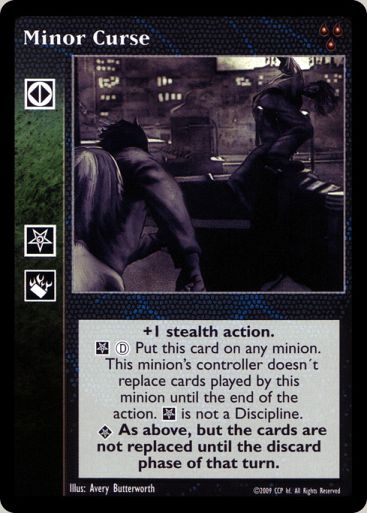 Minor Curse
+1 stealth action.
D Put this card on any minion.
This minion's controller doesn´t
replace cards played by this
minion until the end of the
action. is not a Discipline.
As above, but the cards are
not replaced until the discard
phase of that turn.
Illus: Avery Butterworth
©2009 CCP hf. All Rights Reserved